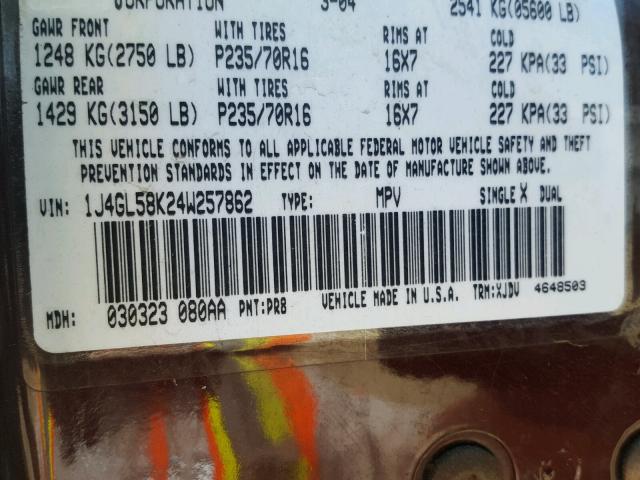 CORPORATION 3-04 2541 KG(05600 LB)
GAWR FRONT WITH TIRES RIMS AT COLD
1248 KG(2750 LB) P235/70R16 16X7 227 KPA(33 PSI)
GAWR REAR WITH TIRES RIMS AT COLD
1429 KG(3150 LB) P235/70R16 16X7 227 KPA(33 PSI)
THIS VEHICLE CONFORMS TO ALL APPLICABLE FEDERAL MOTOR VEHICLE SAFETY AND THEFT
PREVENTION STANDARDS IN EFFECT ON THE DATE OF MANUFACTURE SHOWN ABOVE.
VIN: 1J4GL58K24W257862 TYPE: MPV SINGLE X DUAL
MDH: 030323 080AA PNT:PR8 VEHICLE MADE IN U.S.A. TRM:XJDV 4648503